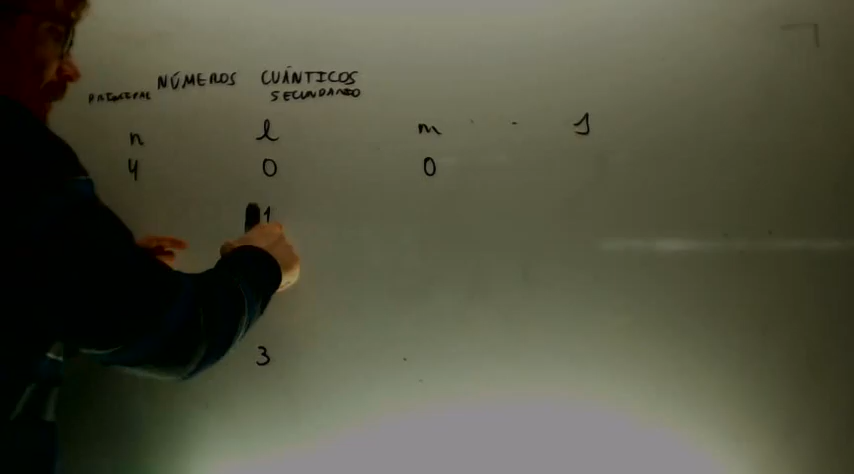 NÚMEROS CUÁNTICOS
PRINCIPAL SECUNDARIO
n l m
4 0 0
1
3